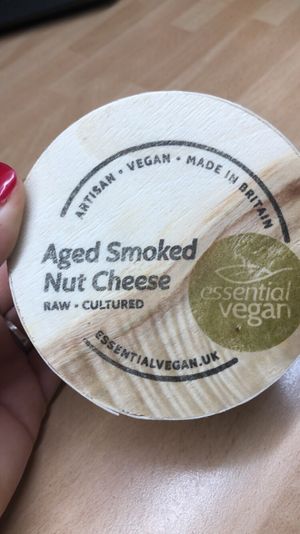 ARTISAN • VEGAN • MADE IN BRITAIN
Aged Smoked
Nut Cheese
RAW • CULTURED
essential
vegan
ESSENTIALVEGAN.UK